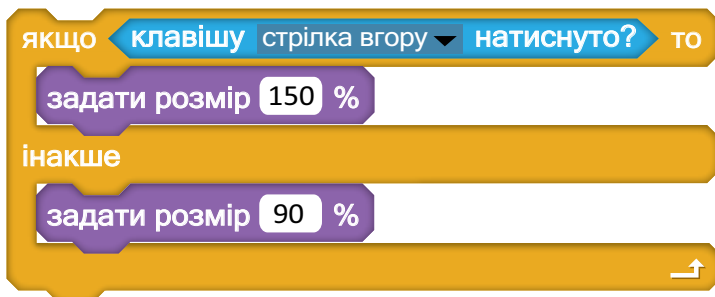 якщо клавішу стрілка вгору натиснуто? то
задати розмір 150 %
інакше
задати розмір 90 %